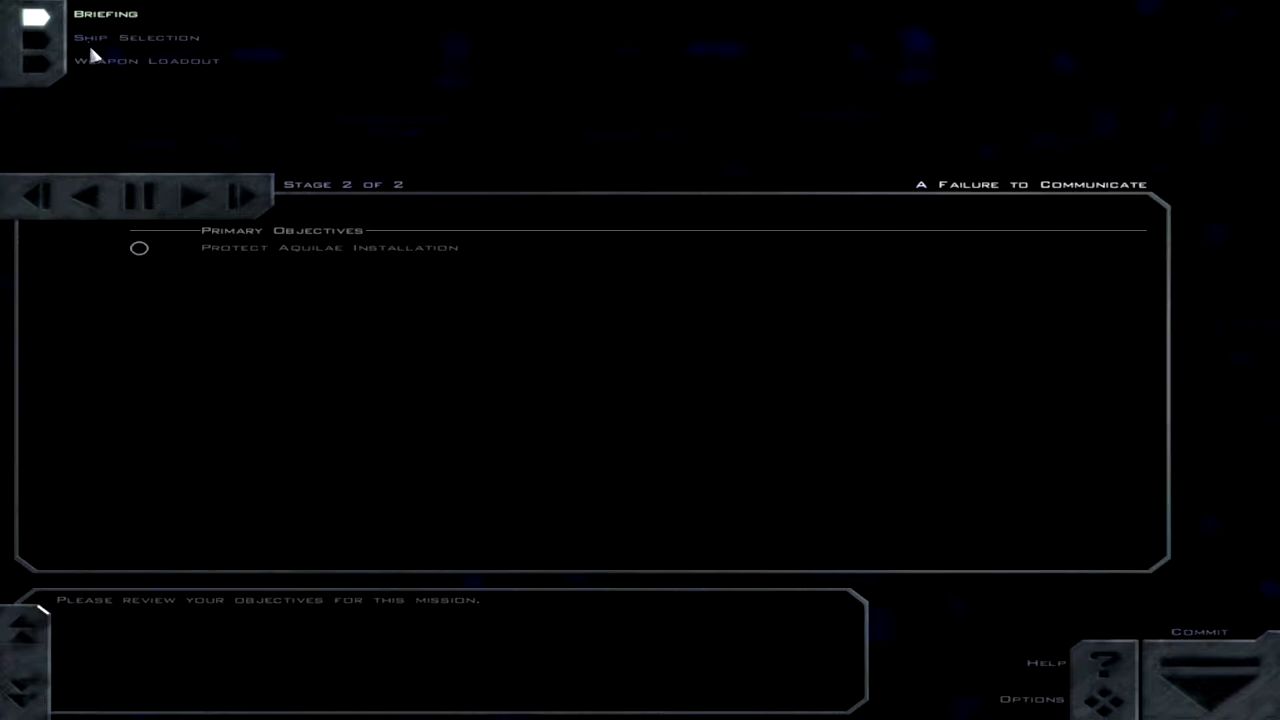 Briefing
Ship Selection
Weapon Loadout
Stage 2 of 2
A Failure to Communicate
Primary Objectives
Protect Aquilae Installation
Please review your objectives for this mission.
Commit
Help
Options